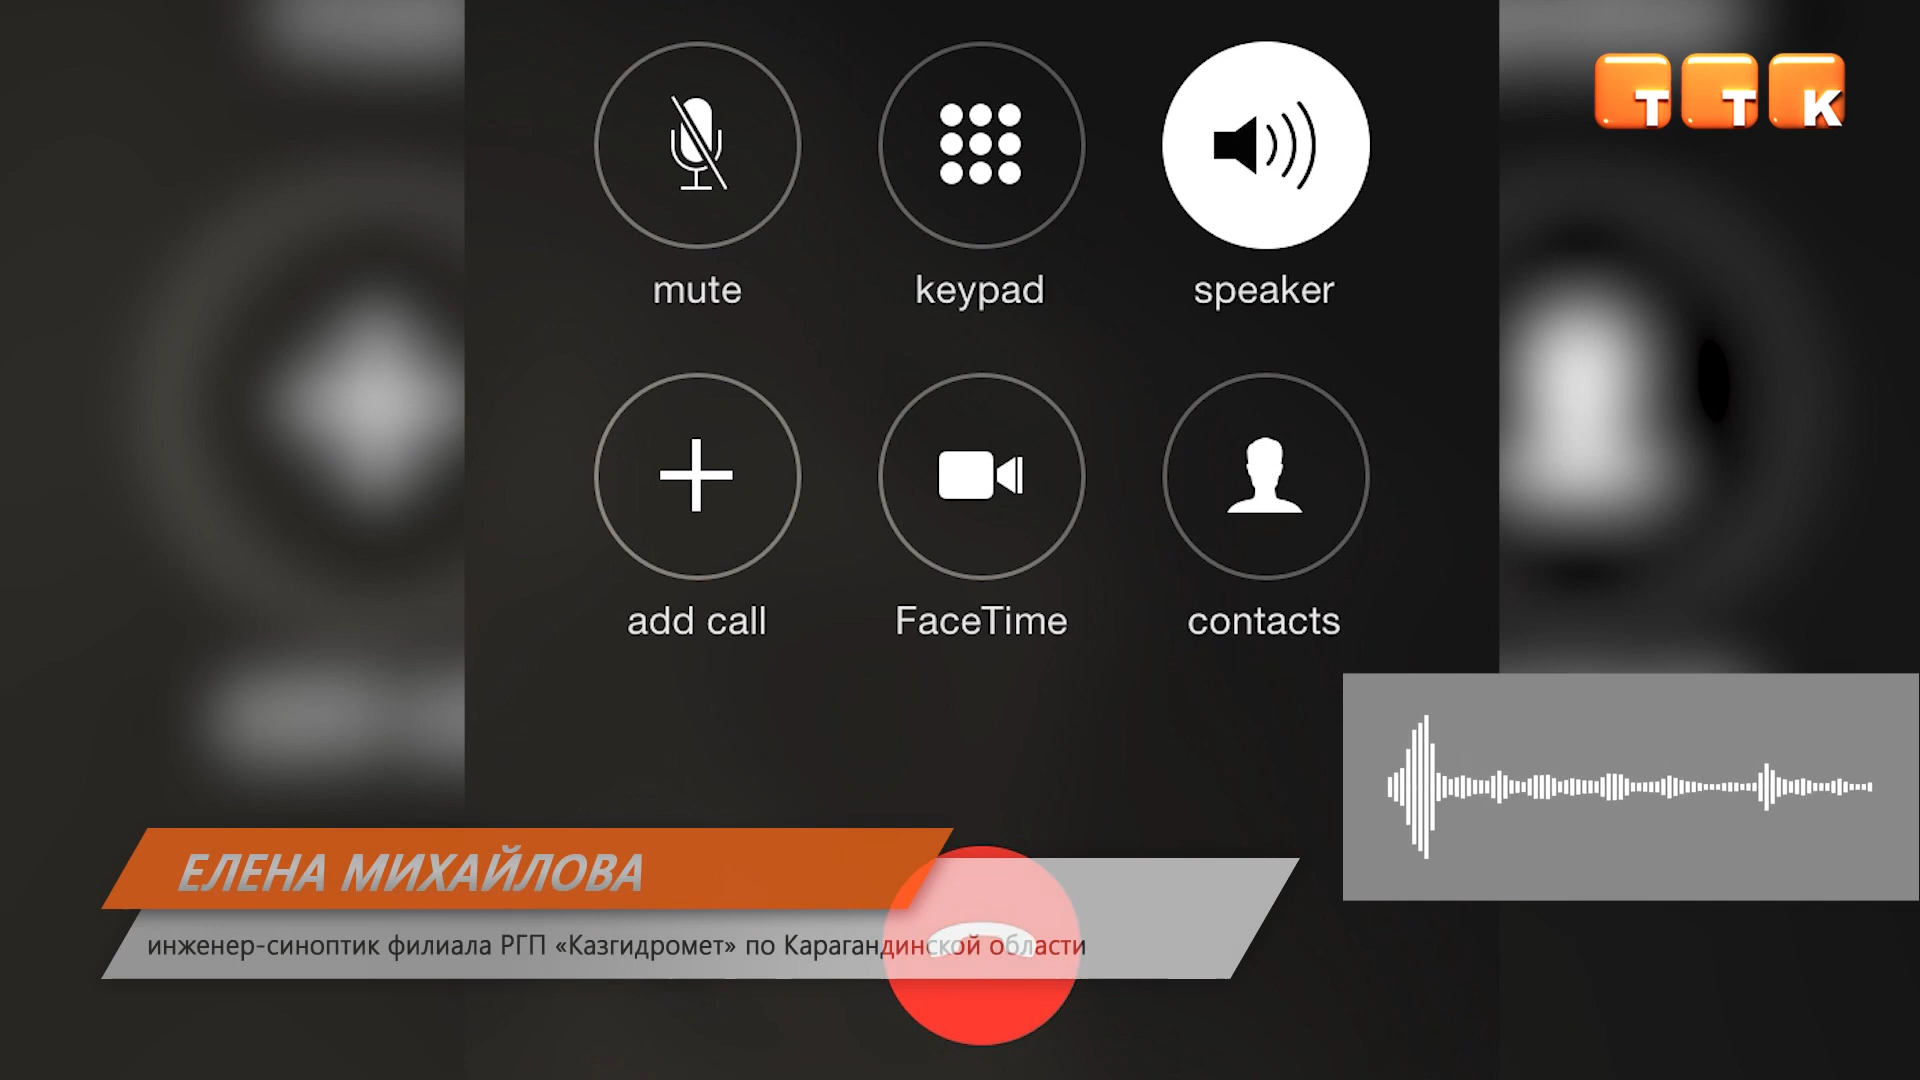 ТТК
mute keypad speaker
add call FaceTime contacts
ЕЛЕНА МИХАЙЛОВА
инженер-синоптик филиала РГП «Казгидромет» по Карагандинской области